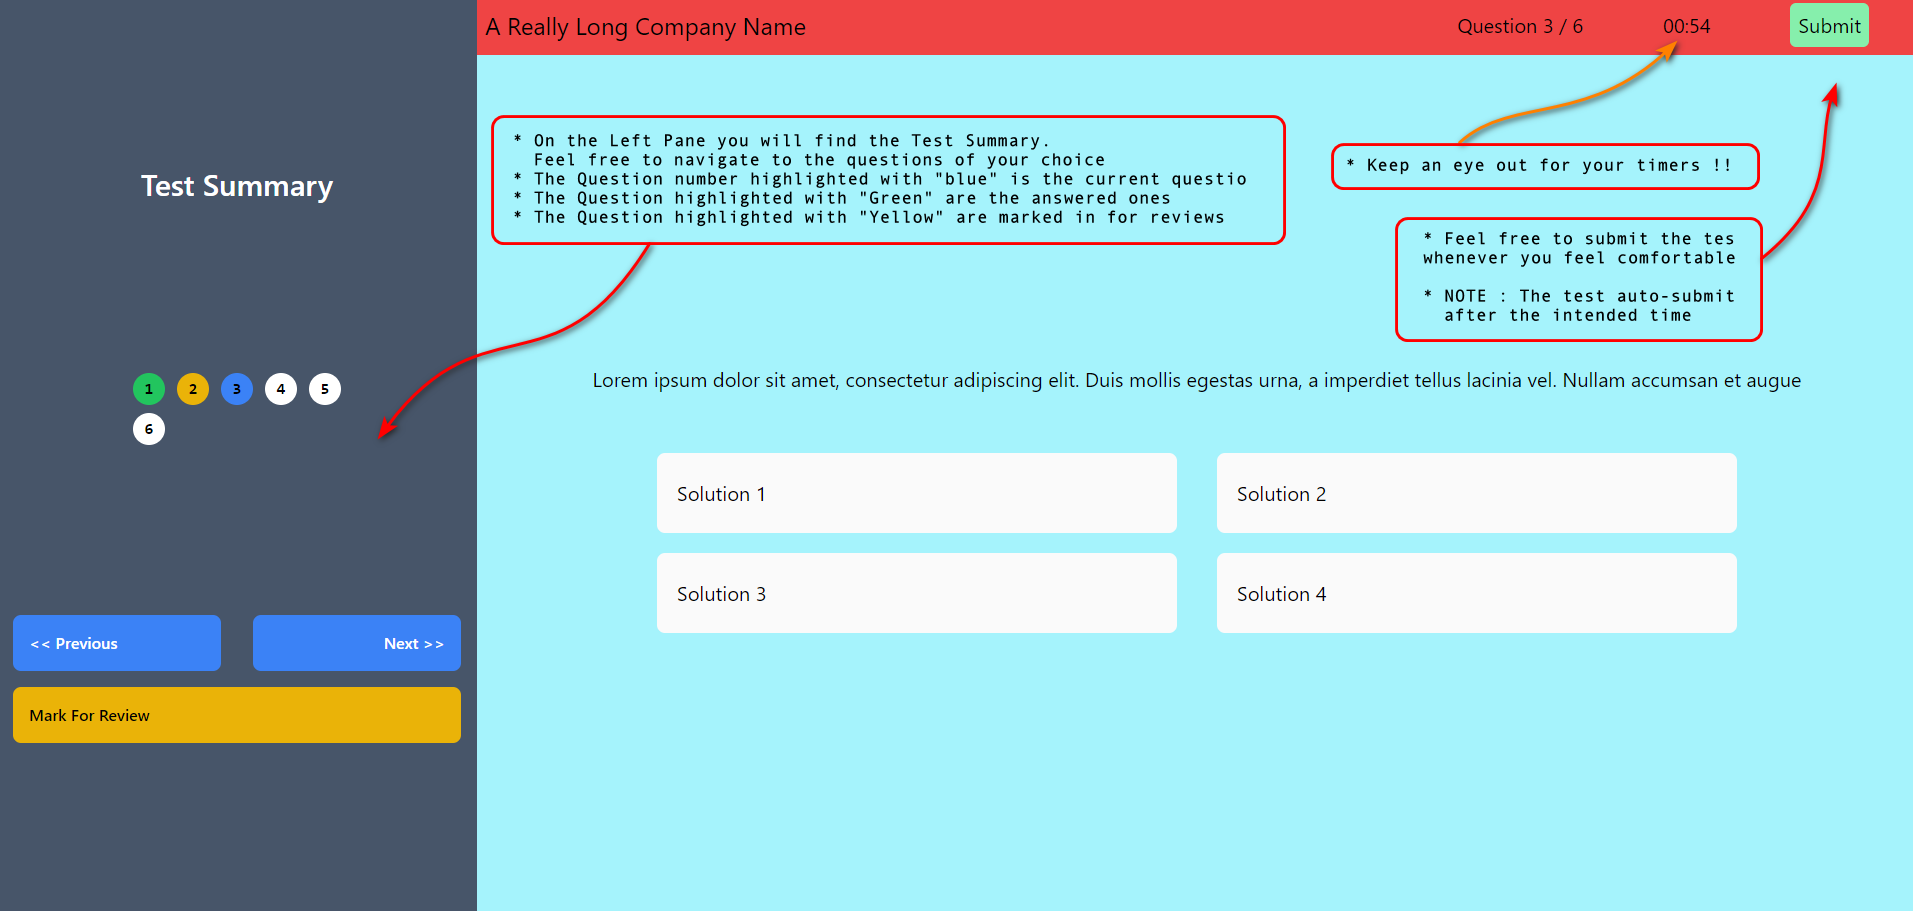 A Really Long Company Name
Question 3 / 6
00:54
Submit
* On the Left Pane you will find the Test Summary.
Feel free to navigate to the questions of your choice
* The Question number highlighted with "blue" is the current questio
* The Question highlighted with "Green" are the answered ones
* The Question highlighted with "Yellow" are marked in for reviews
* Keep an eye out for your timers !!
* Feel free to submit the tes
whenever you feel comfortable
* NOTE : The test auto-submit
after the intended time
Test Summary
1 2 3 4 5
6
<< Previous
Next >>
Mark For Review
Lorem ipsum dolor sit amet, consectetur adipiscing elit. Duis mollis egestas urna, a imperdiet tellus lacinia vel. Nullam accumsan et augue
Solution 1
Solution 2
Solution 3
Solution 4